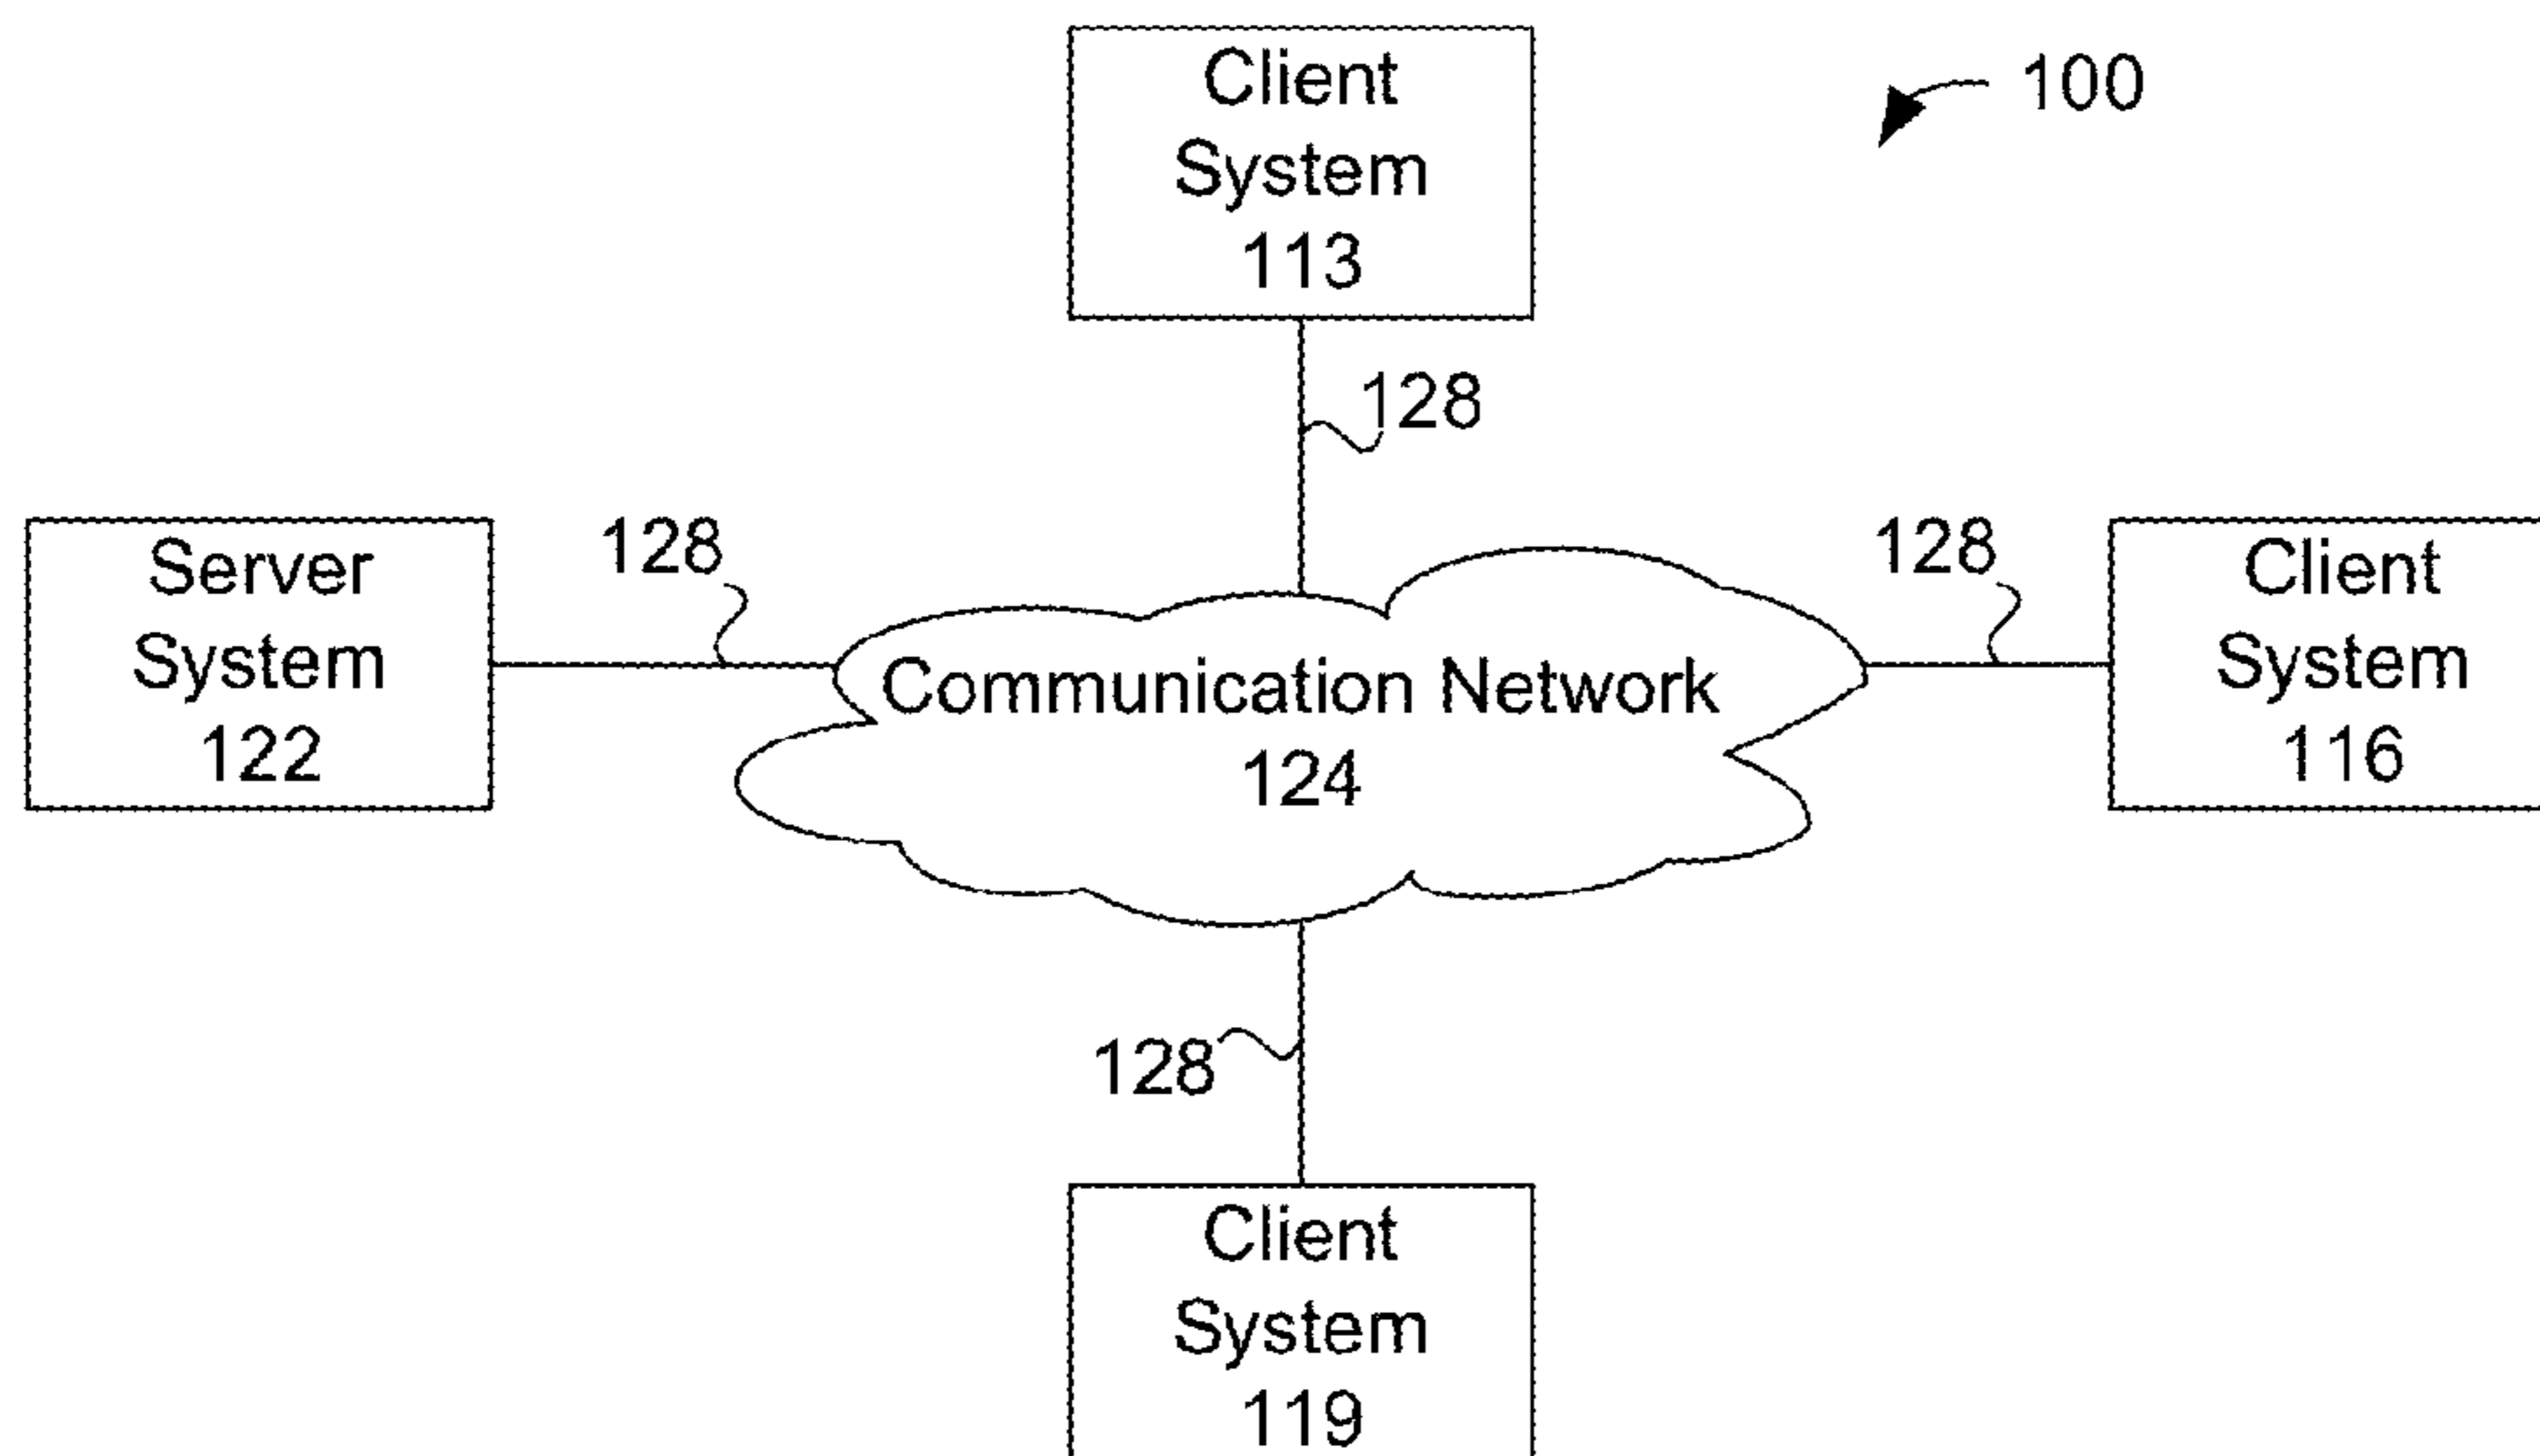 Client
System
113
100
128
Server
System
122
128
128
Client
System
116
Communication Network
124
128
Client
System
119